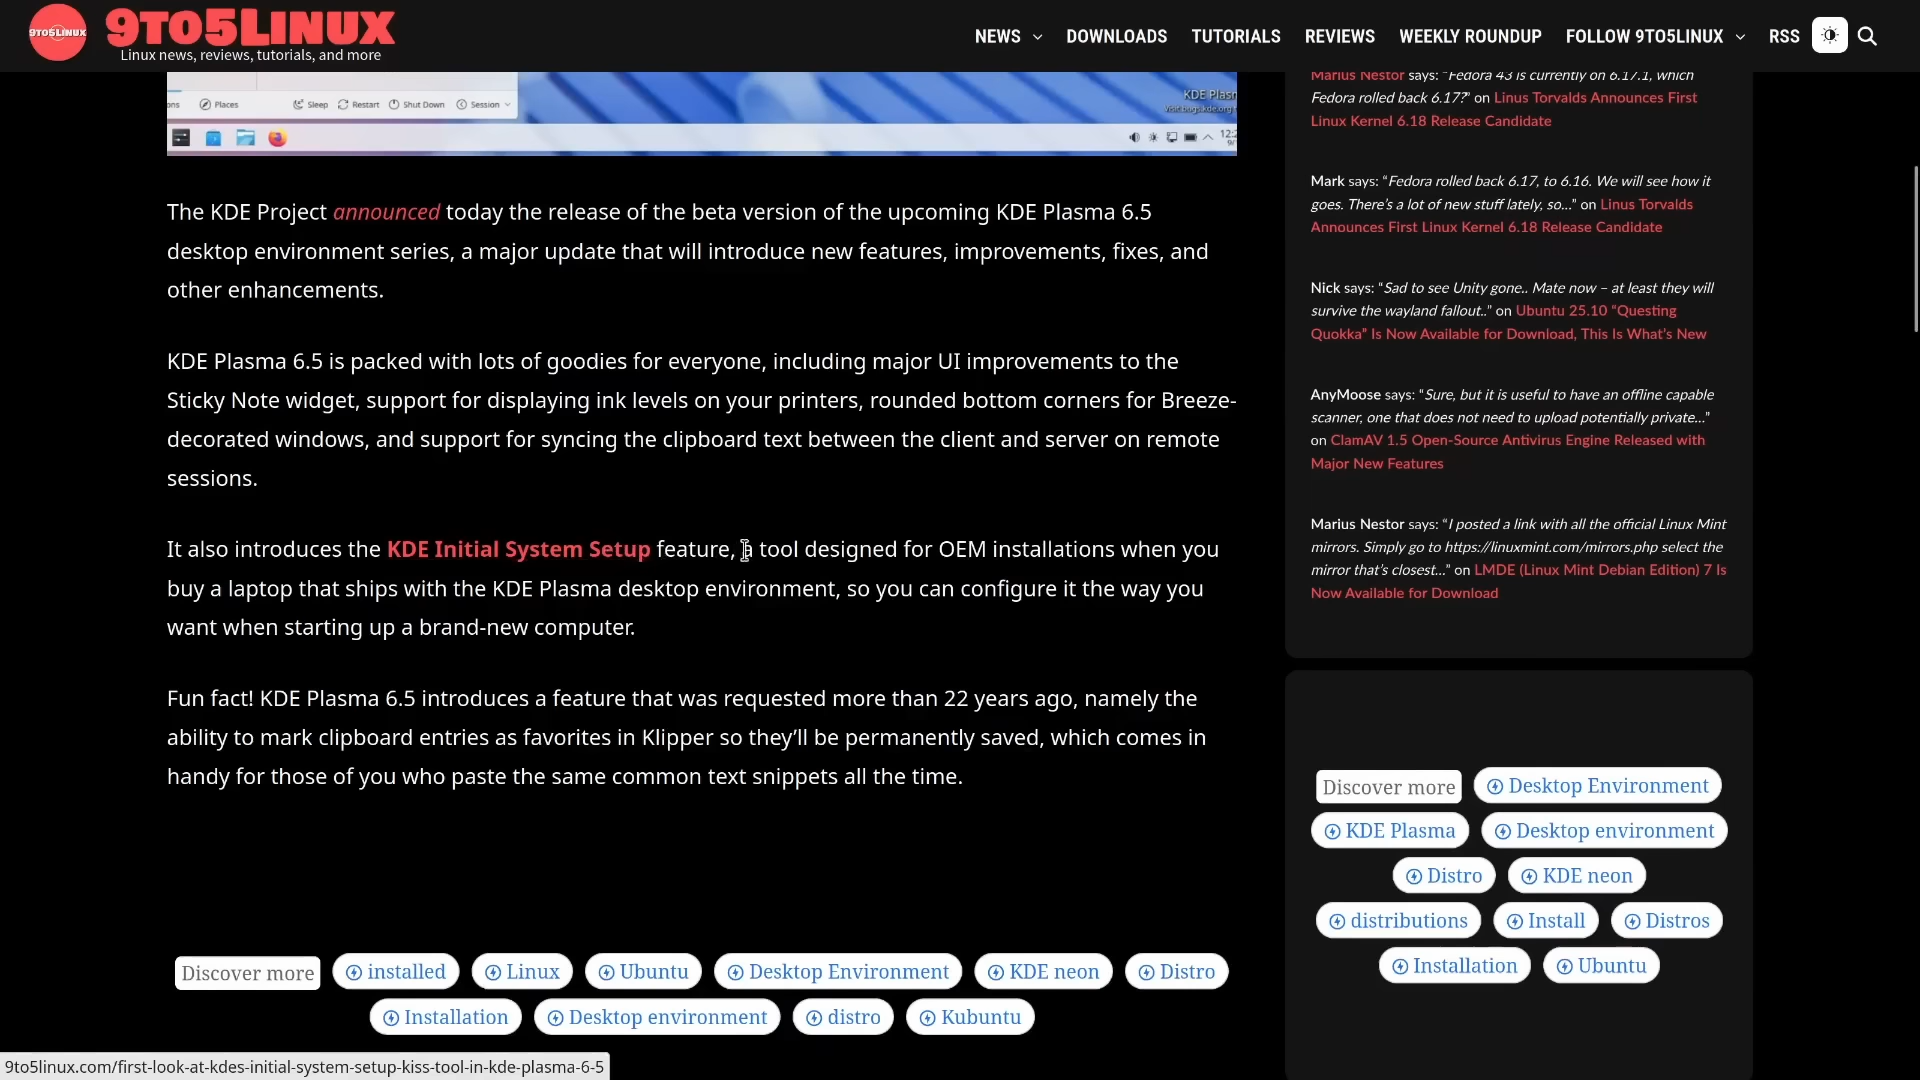 9TO5LINUX
9TO5LINUX
Linux news, reviews, tutorials, and more
NEWS
DOWNLOADS
TUTORIALS
REVIEWS
WEEKLY ROUNDUP
FOLLOW 9TO5LINUX
RSS
Places
Sleep
Restart
Shut Down
Session
The KDE Project announced today the release of the beta version of the upcoming KDE Plasma 6.5
desktop environment series, a major update that will introduce new features, improvements, fixes, and
other enhancements.
KDE Plasma 6.5 is packed with lots of goodies for everyone, including major UI improvements to the
Sticky Note widget, support for displaying ink levels on your printers, rounded bottom corners for Breeze-
decorated windows, and support for syncing the clipboard text between the client and server on remote
sessions.
It also introduces the KDE Initial System Setup feature, a tool designed for OEM installations when you
buy a laptop that ships with the KDE Plasma desktop environment, so you can configure it the way you
want when starting up a brand-new computer.
Fun fact! KDE Plasma 6.5 introduces a feature that was requested more than 22 years ago, namely the
ability to mark clipboard entries as favorites in Klipper so they’ll be permanently saved, which comes in
handy for those of you who paste the same common text snippets all the time.
Discover more
installed
Linux
Ubuntu
Desktop Environment
KDE neon
Distro
Installation
Desktop environment
distro
Kubuntu
Marius Nestor says: “Fedora 43 is currently on 6.17.1, which
Fedora rolled back 6.17?” on Linus Torvalds Announces First
Linux Kernel 6.18 Release Candidate
Mark says: “Fedora rolled back 6.17, to 6.16. We will see how it
goes. There’s a lot of new stuff lately, so…” on Linus Torvalds
Announces First Linux Kernel 6.18 Release Candidate
Nick says: “Sad to see Unity gone.. Mate now – at least they will
survive the wayland fallout..” on Ubuntu 25.10 “Questing
Quokka” Is Now Available for Download, This Is What’s New
AnyMoose says: “Sure, but it is useful to have an offline capable
scanner, one that does not need to upload potentially private…”
on ClamAV 1.5 Open-Source Antivirus Engine Released with
Major New Features
Marius Nestor says: “I posted a link with all the official Linux Mint
mirrors. Simply go to https://linuxmint.com/mirrors.php select the
mirror that’s closest…” on LMDE (Linux Mint Debian Edition) 7 Is
Now Available for Download
Discover more
Desktop Environment
KDE Plasma
Desktop environment
Distro
KDE neon
distributions
Install
Distros
Installation
Ubuntu
9to5linux.com/first-look-at-kdes-initial-system-setup-kiss-tool-in-kde-plasma-6-5